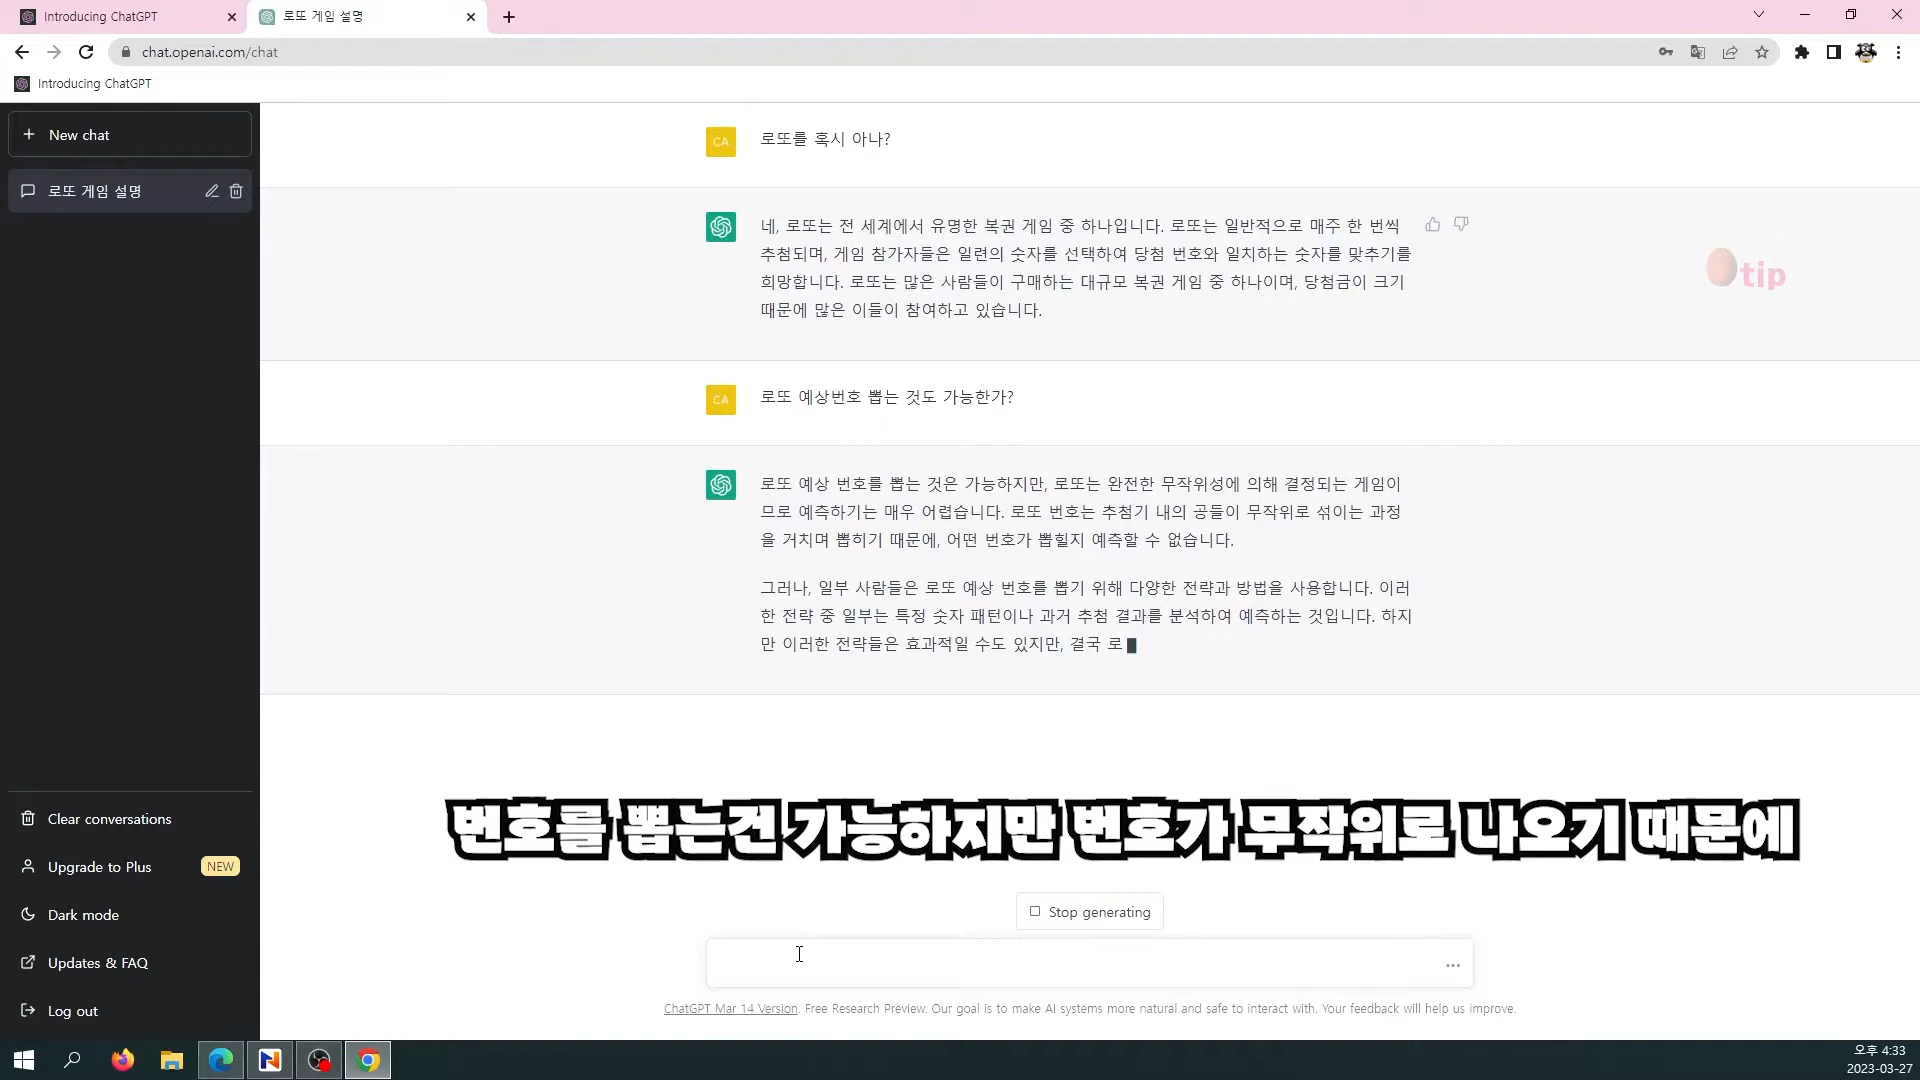 Introducing ChatGPT
로또 게임 설명
chat.openai.com/chat
Introducing ChatGPT
New chat
로또 게임 설명
CA
로또를 혹시 아나?
네, 로또는 전 세계에서 유명한 복권 게임 중 하나입니다. 로또는 일반적으로 매주 한 번씩
추첨되며, 게임 참가자들은 일련의 숫자를 선택하여 당첨 번호와 일치하는 숫자를 맞추기를
희망합니다. 로또는 많은 사람들이 구매하는 대규모 복권 게임 중 하나이며, 당첨금이 크기
때문에 많은 이들이 참여하고 있습니다.
tip
CA
로또 예상번호 뽑는 것도 가능한가?
로또 예상 번호를 뽑는 것은 가능하지만, 로또는 완전한 무작위성에 의해 결정되는 게임이
므로 예측하기는 매우 어렵습니다. 로또 번호는 추첨기 내의 공들이 무작위로 섞이는 과정
을 거치며 뽑히기 때문에, 어떤 번호가 뽑힐지 예측할 수 없습니다.
그러나, 일부 사람들은 로또 예상 번호를 뽑기 위해 다양한 전략과 방법을 사용합니다. 이러
한 전략 중 일부는 특정 숫자 패턴이나 과거 추첨 결과를 분석하여 예측하는 것입니다. 하지
만 이러한 전략들은 효과적일 수도 있지만, 결국 로
번호를 뽑는건 가능하지만 번호가 무작위로 나오기 때문에
Clear conversations
Upgrade to Plus NEW
Dark mode
Updates & FAQ
Log out
Stop generating
ChatGPT Mar 14 Version. Free Research Preview. Our goal is to make AI systems more natural and safe to interact with. Your feedback will help us improve.
오후 4:33
2023-03-27